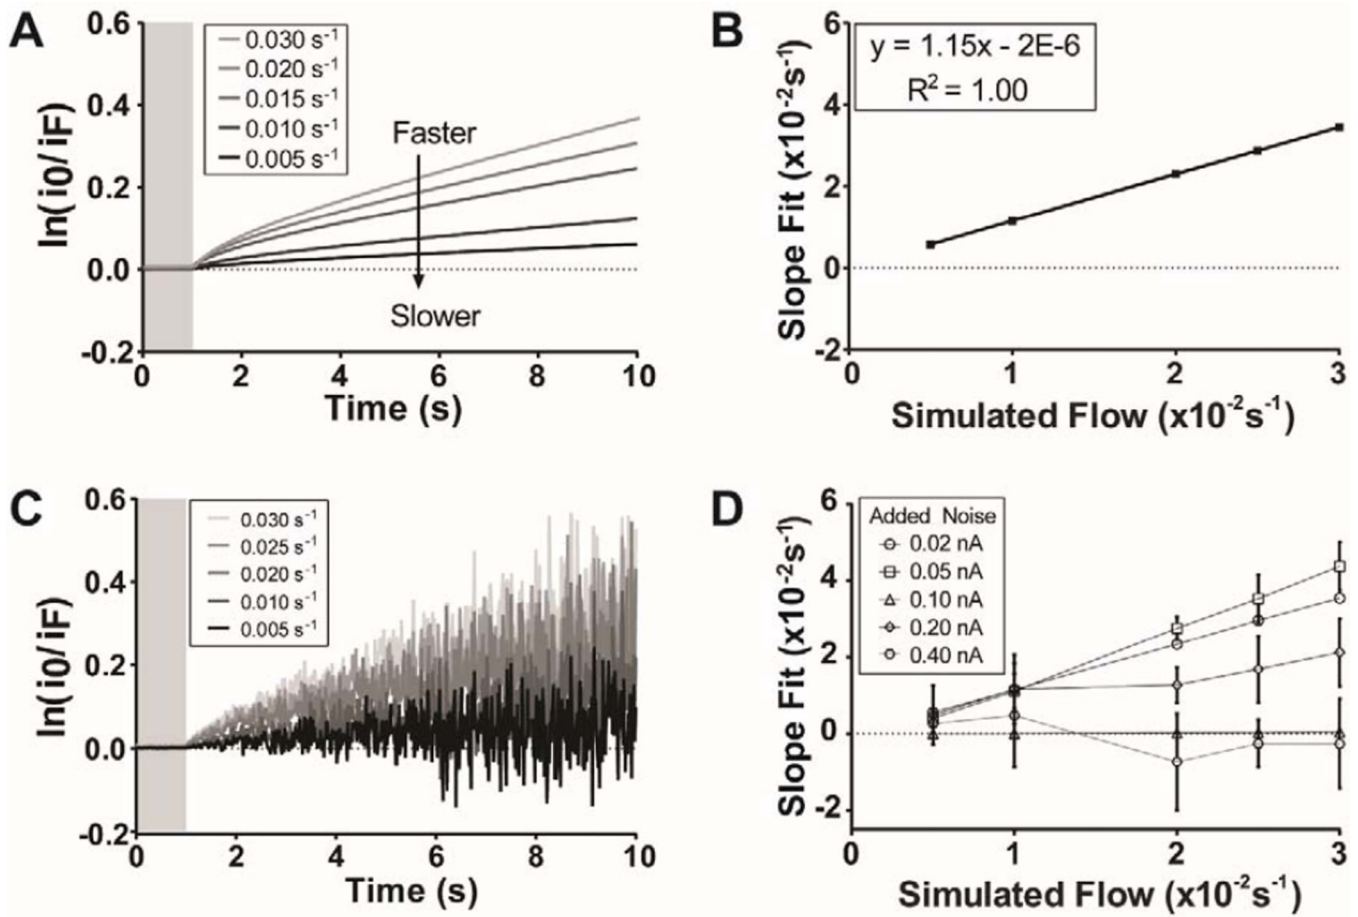 A
0.6
0.4
0.2
0.0
-0.2
ln(i0/iF)
0.030 s-1
0.020 s-1
0.015 s-1
0.010 s-1
0.005 s-1
Faster
Slower
0 2 4 6 8 10
Time (s)
B
6
4
2
0
-2
Slope Fit (x10-2s-1)
y = 1.15x - 2E-6
R2 = 1.00
0 1 2 3
Simulated Flow (x10-2s-1)
C
0.6
0.4
0.2
0.0
-0.2
ln(i0/iF)
0.030 s-1
0.025 s-1
0.020 s-1
0.010 s-1
0.005 s-1
0 2 4 6 8 10
Time (s)
D
6
4
2
0
-2
Slope Fit (x10-2s-1)
Added Noise
0.02 nA
0.05 nA
0.10 nA
0.20 nA
0.40 nA
0 1 2 3
Simulated Flow (x10-2s-1)